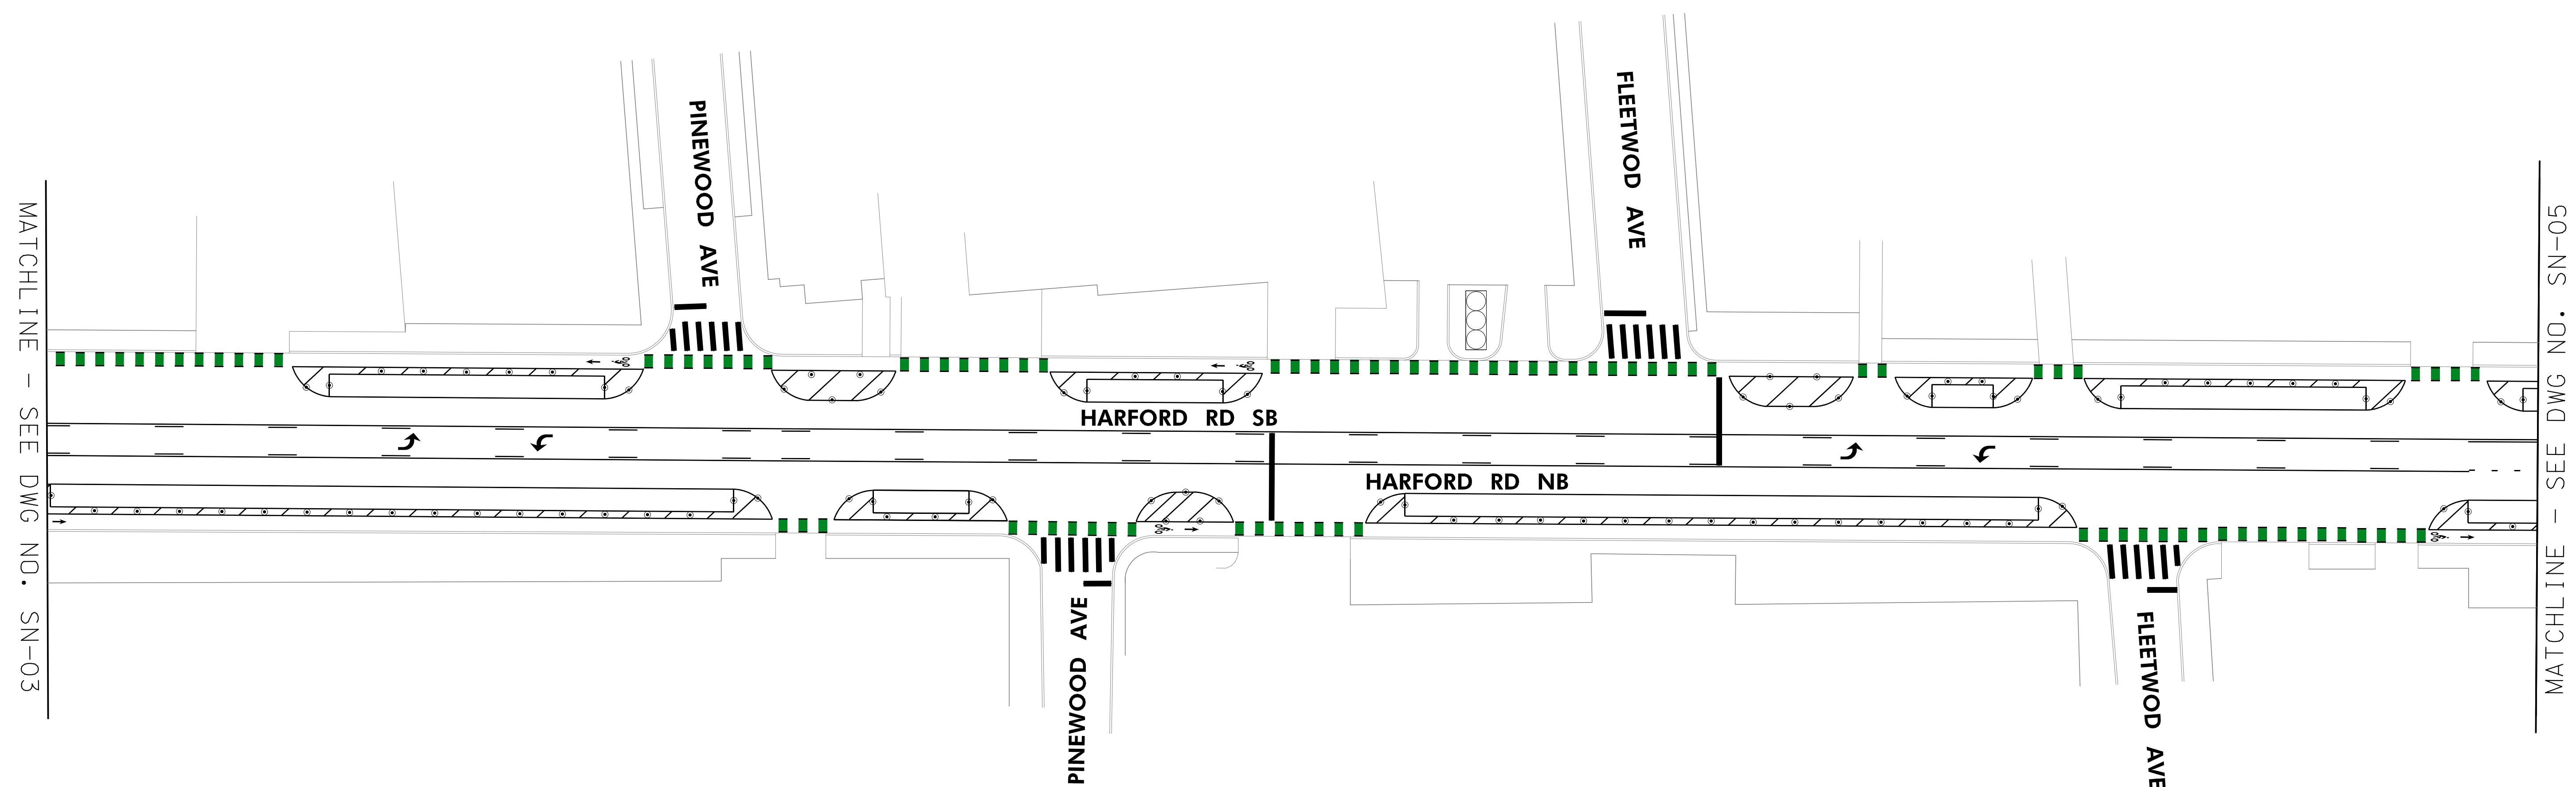 MATCHLINE - SEE DWG NO. SN-03
PINEWOOD AVE
FLEETWOD AVE
HARFORD RD SB
HARFORD RD NB
PINEWOOD AVE
FLEETWOD AVE
MATCHLINE - SEE DWG NO. SN-05